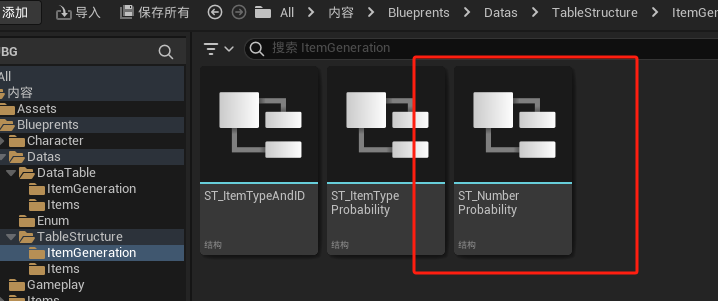 添加 导入 保存所有 All > 内容 > Blueprents > Datas > TableStructure > ItemGen
BG
搜索 ItemGeneration
All
内容
Assets
Blueprents
Character
Datas
DataTable
ItemGeneration
Items
Enum
TableStructure
ItemGeneration
Items
Gameplay
Items
ST_ItemTypeAndID
结构
ST_ItemType
Probability
结构
ST_Number
Probability
结构